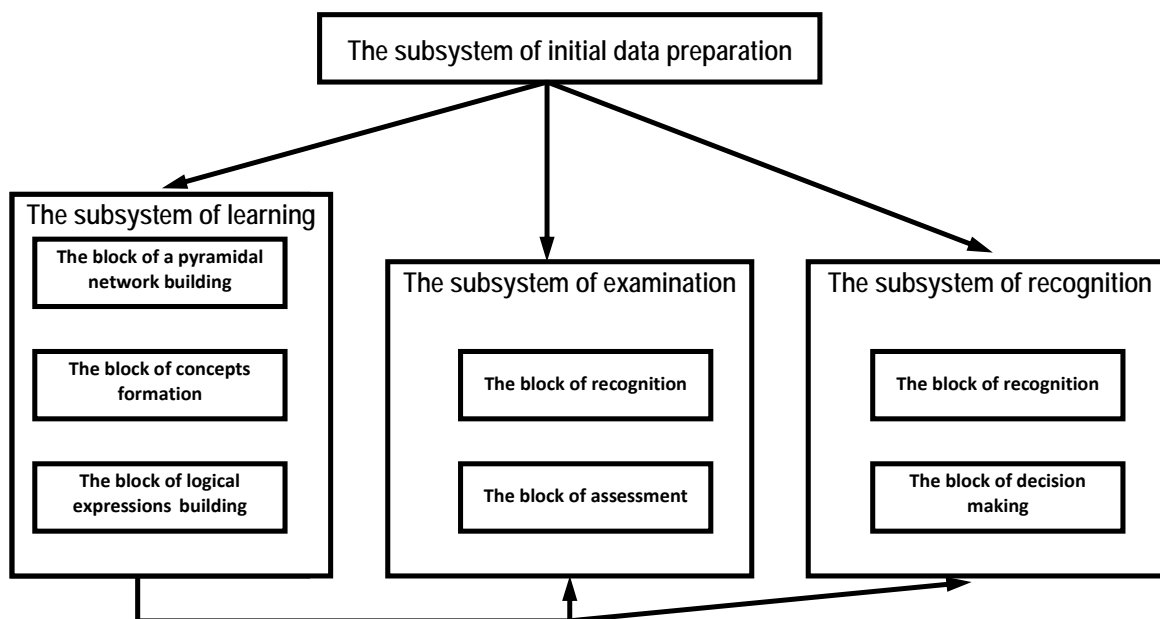 The subsystem of initial data preparation
The subsystem of learning
The block of a pyramidal
network building
The block of concepts
formation
The block of logical
expressions building
The subsystem of examination
The block of recognition
The block of assessment
The subsystem of recognition
The block of recognition
The block of decision
making